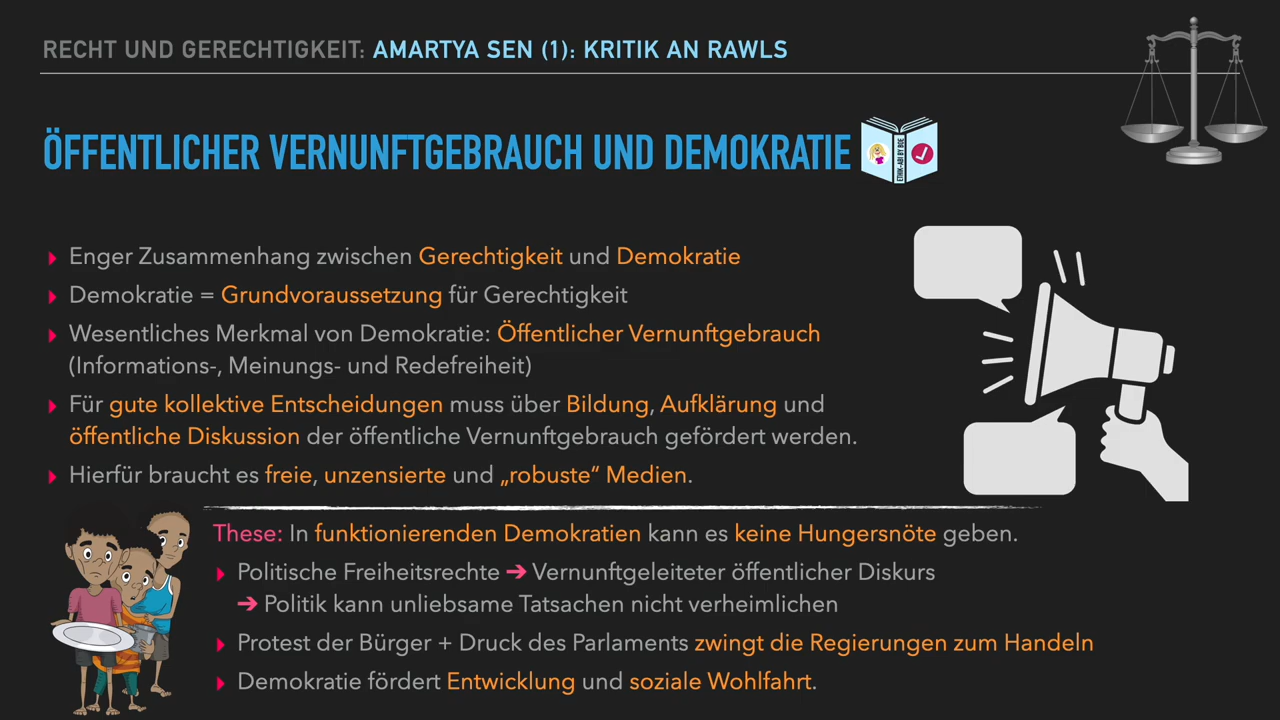 RECHT UND GERECHTIGKEIT: AMARTYA SEN (1): KRITIK AN RAWLS
ÖFFENTLICHER VERNUNFTGEBRAUCH UND DEMOKRATIE
ETHIK-ABI BY BOE
Enger Zusammenhang zwischen Gerechtigkeit und Demokratie
Demokratie = Grundvoraussetzung für Gerechtigkeit
Wesentliches Merkmal von Demokratie: Öffentlicher Vernunftgebrauch
(Informations-, Meinungs- und Redefreiheit)
Für gute kollektive Entscheidungen muss über Bildung, Aufklärung und
öffentliche Diskussion der öffentliche Vernunftgebrauch gefördert werden.
Hierfür braucht es freie, unzensierte und „robuste“ Medien.
These: In funktionierenden Demokratien kann es keine Hungersnöte geben.
Politische Freiheitsrechte ➔ Vernunftgeleiteter öffentlicher Diskurs
➔ Politik kann unliebsame Tatsachen nicht verheimlichen
Protest der Bürger + Druck des Parlaments zwingt die Regierungen zum Handeln
Demokratie fördert Entwicklung und soziale Wohlfahrt.